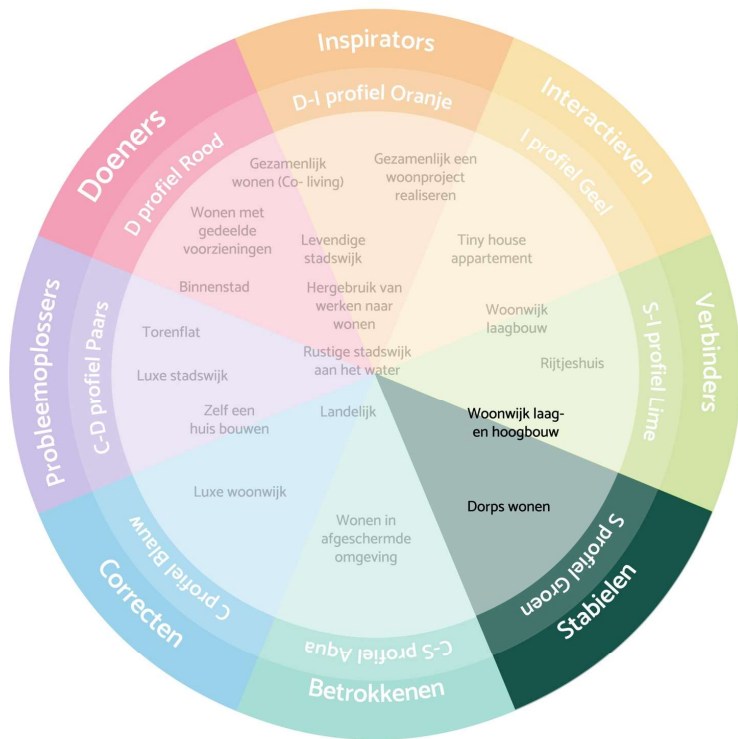 Inspirators
D-I profiel Oranje
Interactieven
I profiel Geel
Doeners
D profiel Rood
Verbinders
S-I profiel Lime
Probleemoplossers
C-D profiel Paars
Correcten
C profiel Blauw
Betrokkenen
C-S profiel Aqua
Stabielen
S profiel Groen
Gezamenlijk
wonen (Co- living)
Gezamenlijk een
woonproject
realiseren
Wonen met
gedeelde
voorzieningen
Levendige
stadswijk
Tiny house
appartement
Binnenstad
Hergebruik van
werken naar
wonen
Woonwijk
laagbouw
Torenflat
Rustige stadswijk
aan het water
Rijtjeshuis
Luxe stadswijk
Zelf een
huis bouwen
Landelijk
Woonwijk laag-
en hoogbouw
Luxe woonwijk
Wonen in
afgeschermde
omgeving
Dorps wonen